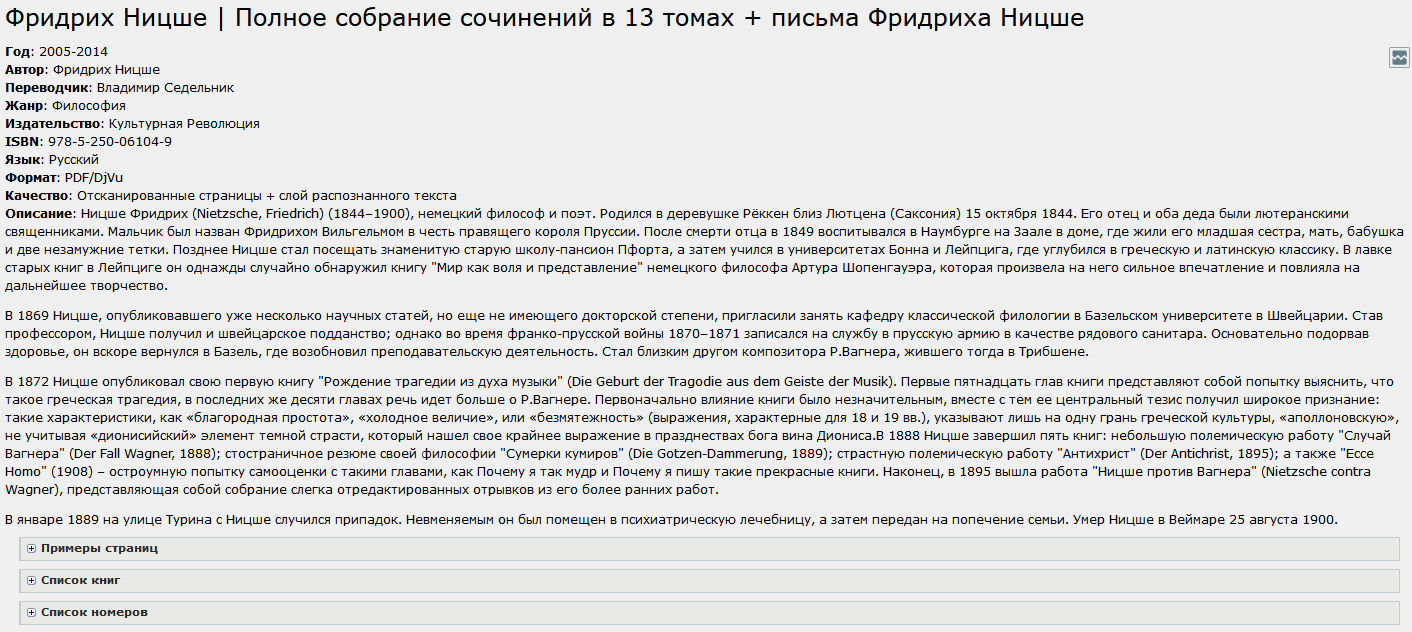 Фридрих Ницше | Полное собрание сочинений в 13 томах + письма Фридриха Ницше
Год: 2005-2014
Автор: Фридрих Ницше
Переводчик: Владимир Седельник
Жанр: Философия
Издательство: Культурная Революция
ISBN: 978-5-250-06104-9
Язык: Русский
Формат: PDF/DjVu
Качество: Отсканированные страницы + слой распознанного текста
Описание: Ницше Фридрих (Nietzsche, Friedrich) (1844–1900), немецкий философ и поэт. Родился в деревушке Рёккен близ Лютцена (Саксония) 15 октября 1844. Его отец и оба деда были лютеранскими
священниками. Мальчик был назван Фридрихом Вильгельмом в честь правящего короля Пруссии. После смерти отца в 1849 воспитывался в Наумбурге на Заале в доме, где жили его младшая сестра, мать, бабушка
и две незамужние тетки. Позднее Ницше стал посещать знаменитую старую школу-пансион Пфорта, а затем учился в университетах Бонна и Лейпцига, где углубился в греческую и латинскую классику. В лавке
старых книг в Лейпциге он однажды случайно обнаружил книгу "Мир как воля и представление" немецкого философа Артура Шопенгауэра, которая произвела на него сильное впечатление и повлияла на
дальнейшее творчество.
В 1869 Ницше, опубликовавшего уже несколько научных статей, но еще не имеющего докторской степени, пригласили занять кафедру классической филологии в Базельском университете в Швейцарии. Став
профессором, Ницше получил и швейцарское подданство; однако во время франко-прусской войны 1870–1871 записался на службу в прусскую армию в качестве рядового санитара. Основательно подорвав
здоровье, он вскоре вернулся в Базель, где возобновил преподавательскую деятельность. Стал близким другом композитора Р.Вагнера, жившего тогда в Трибшене.
В 1872 Ницше опубликовал свою первую книгу "Рождение трагедии из духа музыки" (Die Geburt der Tragodie aus dem Geiste der Musik). Первые пятнадцать глав книги представляют собой попытку выяснить, что
такое греческая трагедия, в последних же десяти главах речь идет больше о Р.Вагнере. Первоначально влияние книги было незначительным, вместе с тем ее центральный тезис получил широкое признание:
такие характеристики, как «благородная простота», «холодное величие», или «безмятежность» (выражения, характерные для 18 и 19 вв.), указывают лишь на одну грань греческой культуры, «аполлоновскую»,
не учитывая «дионисийский» элемент темной страсти, который нашел свое крайнее выражение в празднествах бога вина Диониса.В 1888 Ницше завершил пять книг: небольшую полемическую работу "Случай
Вагнера" (Der Fall Wagner, 1888); стостраничное резюме своей философии "Сумерки кумиров" (Die Gotzen-Dammerung, 1889); страстную полемическую работу "Антихрист" (Der Antichrist, 1895); а также "Ecce
Homo" (1908) – остроумную попытку самооценки с такими главами, как Почему я так мудр и Почему я пишу такие прекрасные книги. Наконец, в 1895 вышла работа "Ницше против Вагнера" (Nietzsche contra
Wagner), представляющая собой собрание слегка отредактированных отрывков из его более ранних работ.
В январе 1889 на улице Турина с Ницше случился припадок. Невменяемым он был помещен в психиатрическую лечебницу, а затем передан на попечение семьи. Умер Ницше в Веймаре 25 августа 1900.
Примеры страниц
Список книг
Список номеров